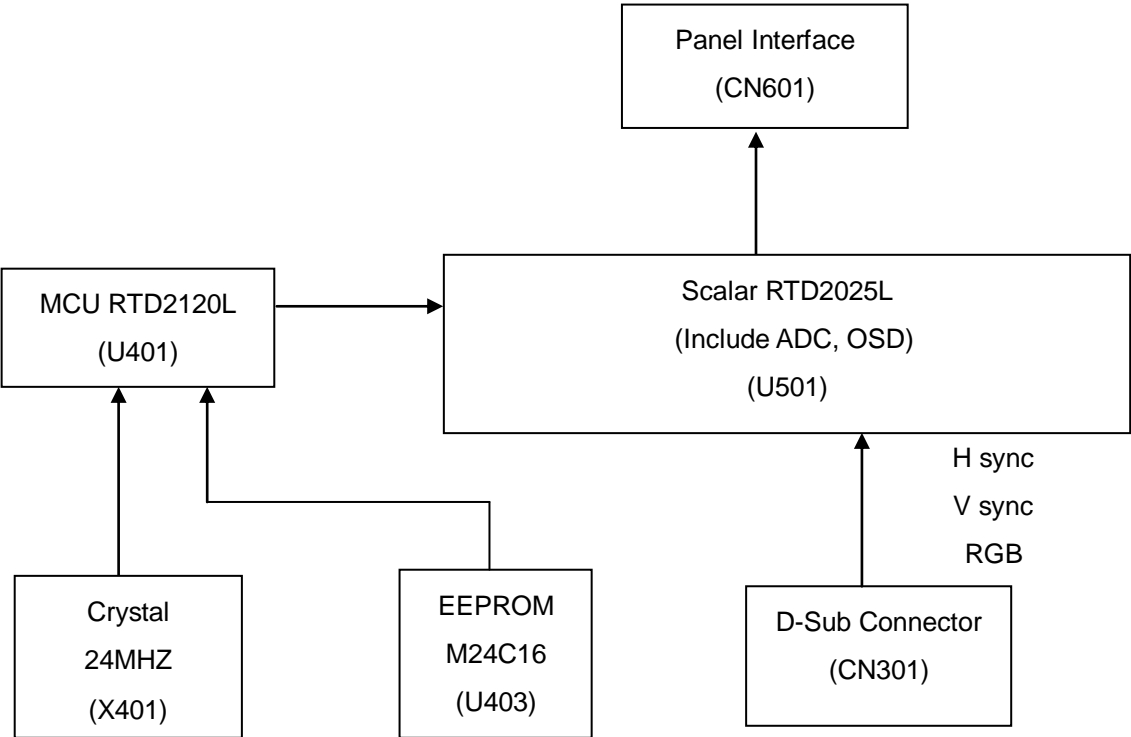 Panel Interface
(CN601)
MCU RTD2120L
(U401)
Scalar RTD2025L
(Include ADC, OSD)
(U501)
H sync
V sync
RGB
Crystal
24MHZ
(X401)
EEPROM
M24C16
(U403)
D-Sub Connector
(CN301)